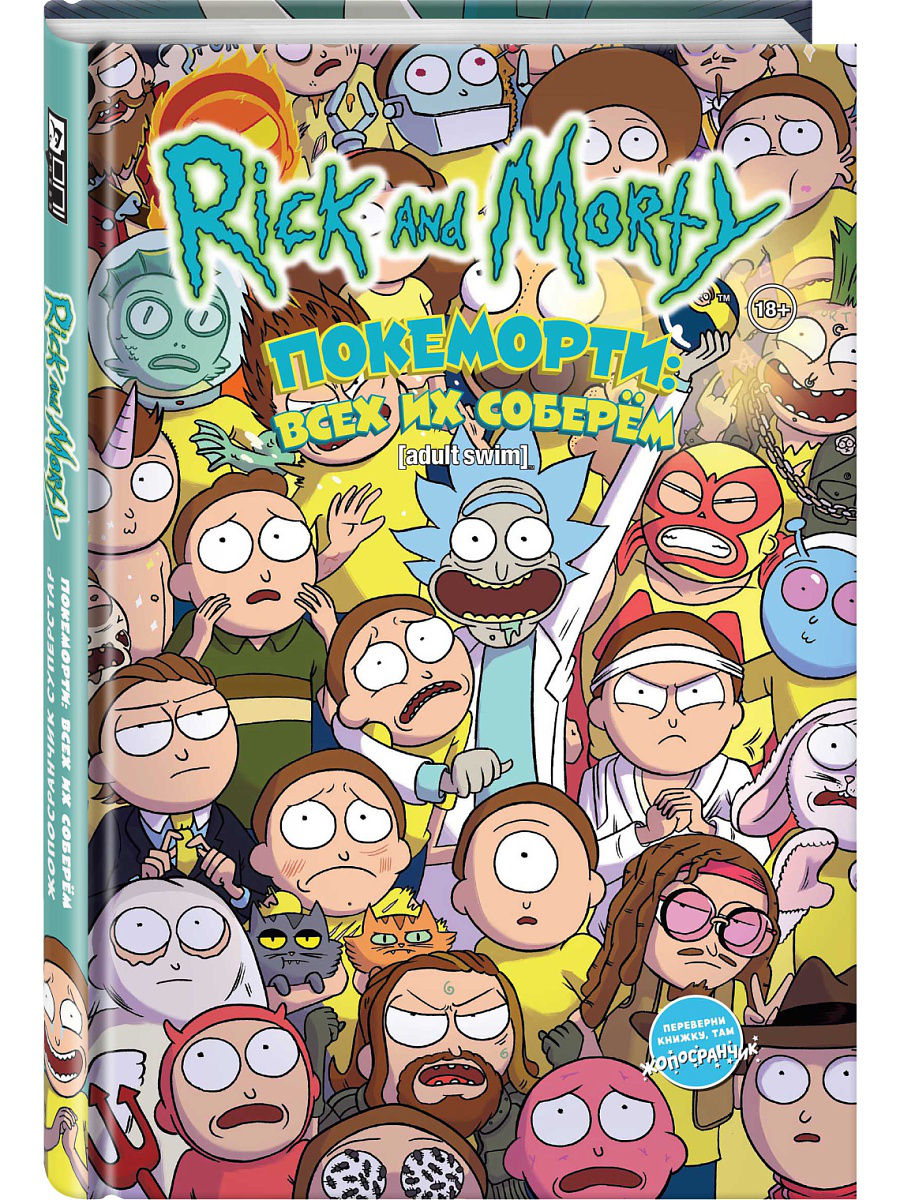 Rick and Morty
™
18+
ПОКЕМОРТИ:
ВСЕХ ИХ СОБЕРЁМ
[adult swim]
ПЕРЕВЕРНИ
КНИЖКУ, ТАМ
ЖОПОСРАНЧИК
Rick and Morty
ПОКЕМОРТИ: ВСЕХ ИХ СОБЕРЁМ
ЖОПОСРАНЧИК СУПЕРСТАР